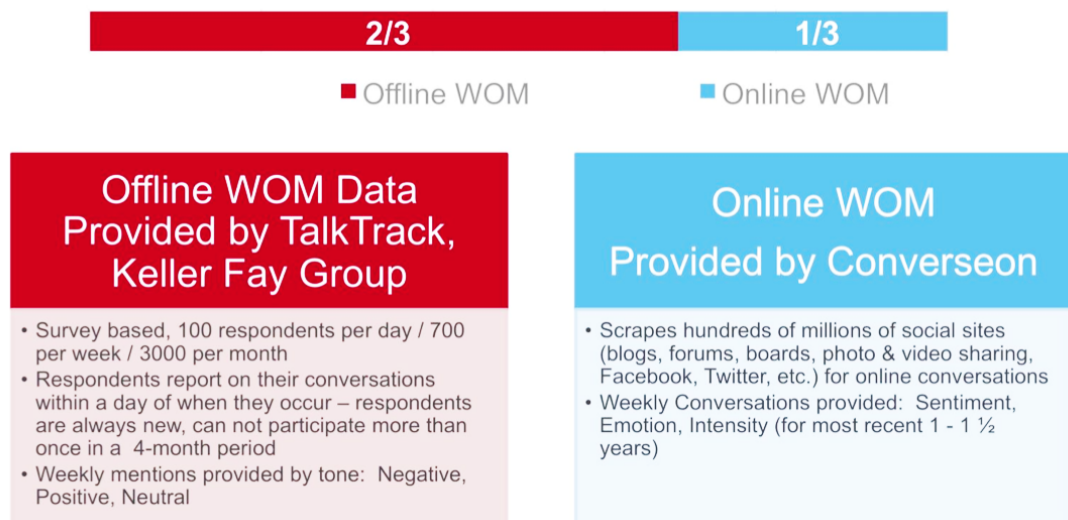 2/3
1/3
Offline WOM
Online WOM
Offline WOM Data
Provided by TalkTrack,
Keller Fay Group
• Survey based, 100 respondents per day / 700
per week / 3000 per month
• Respondents report on their conversations
within a day of when they occur – respondents
are always new, can not participate more than
once in a  4-month period
• Weekly mentions provided by tone:  Negative,
Positive, Neutral
Online WOM
Provided by Converseon
• Scrapes hundreds of millions of social sites
(blogs, forums, boards, photo & video sharing,
Facebook, Twitter, etc.) for online conversations
• Weekly Conversations provided:  Sentiment,
Emotion, Intensity (for most recent 1 - 1 ½
years)